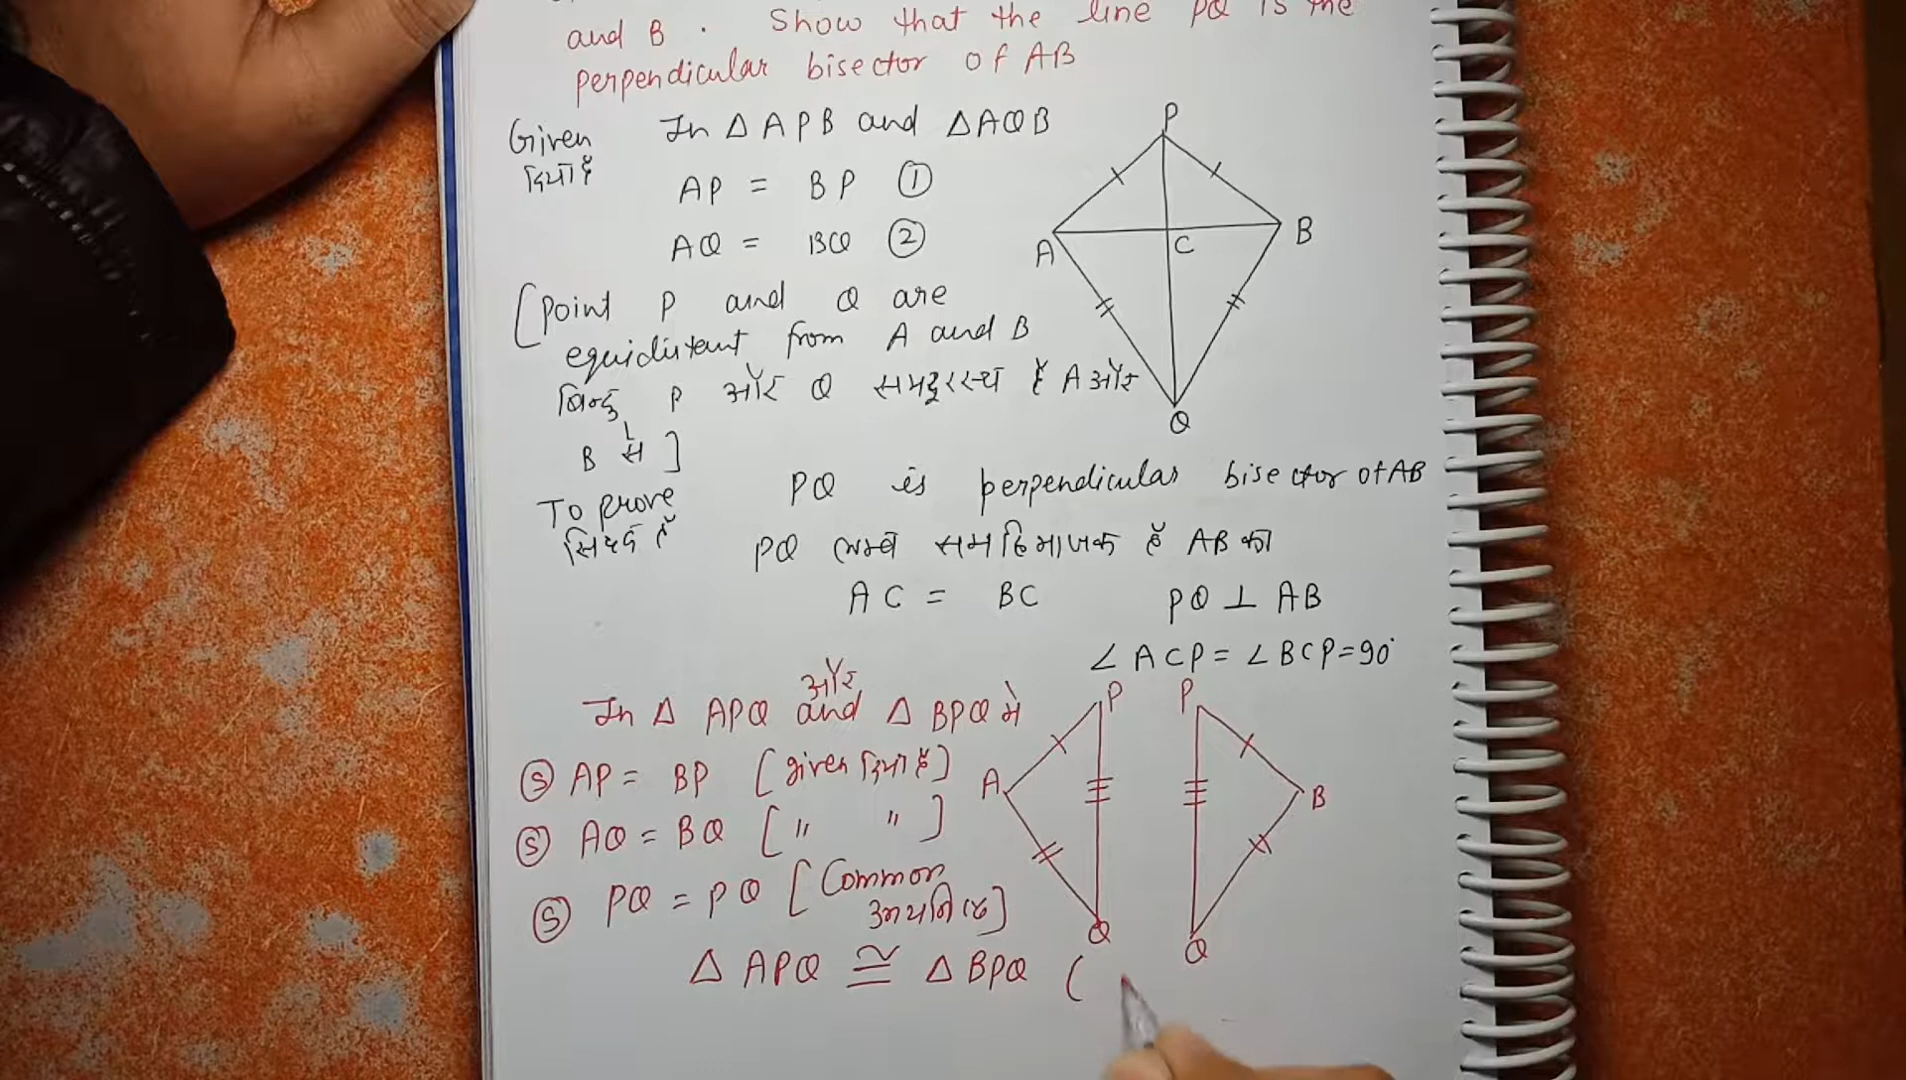 and B . Show that the line PQ is the
perpendicular bisector of AB
Given In Δ APB and ΔAQB
दिया है
AP = BP ①
AQ = BQ ②
[Point P and Q are
equidistant from A and B
बिन्दु P और Q समदूरस्थ हैं A और
B से]
To prove PQ is perpendicular bisector of AB
सिध्द है
PQ लम्ब समद्विभाजक है AB का
AC = BC PQ ⊥ AB
∠ACP = ∠BCP = 90°
और
In Δ APQ and Δ BPQ में
Ⓢ AP = BP [given दिया है]
Ⓢ AQ = BQ [" "]
Ⓢ PQ = PQ [Common
उभयनिष्ठ]
Δ APQ ≅ Δ BPQ (
P
A
C
B
Q
P
A
Q
P
B
Q